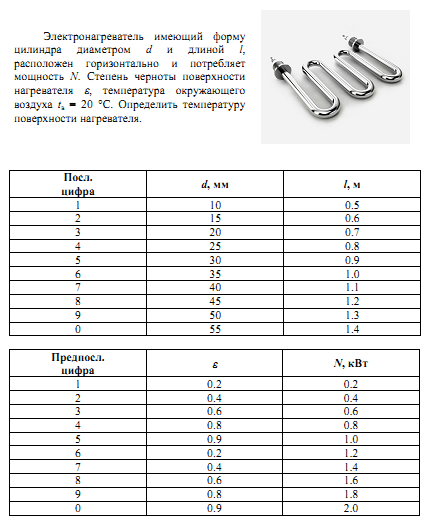 Электронагреватель имеющий форму
цилиндра диаметром d и длиной l,
расположен горизонтально и потребляет
мощность N. Степень черноты поверхности
нагревателя ε, температура окружающего
воздуха tв = 20 °C. Определить температуру
поверхности нагревателя.
Посл. цифра d, мм l, м
1 10 0.5
2 15 0.6
3 20 0.7
4 25 0.8
5 30 0.9
6 35 1.0
7 40 1.1
8 45 1.2
9 50 1.3
0 55 1.4
Предпосл. цифра ε N, кВт
1 0.2 0.2
2 0.4 0.4
3 0.6 0.6
4 0.8 0.8
5 0.9 1.0
6 0.2 1.2
7 0.4 1.4
8 0.6 1.6
9 0.8 1.8
0 0.9 2.0